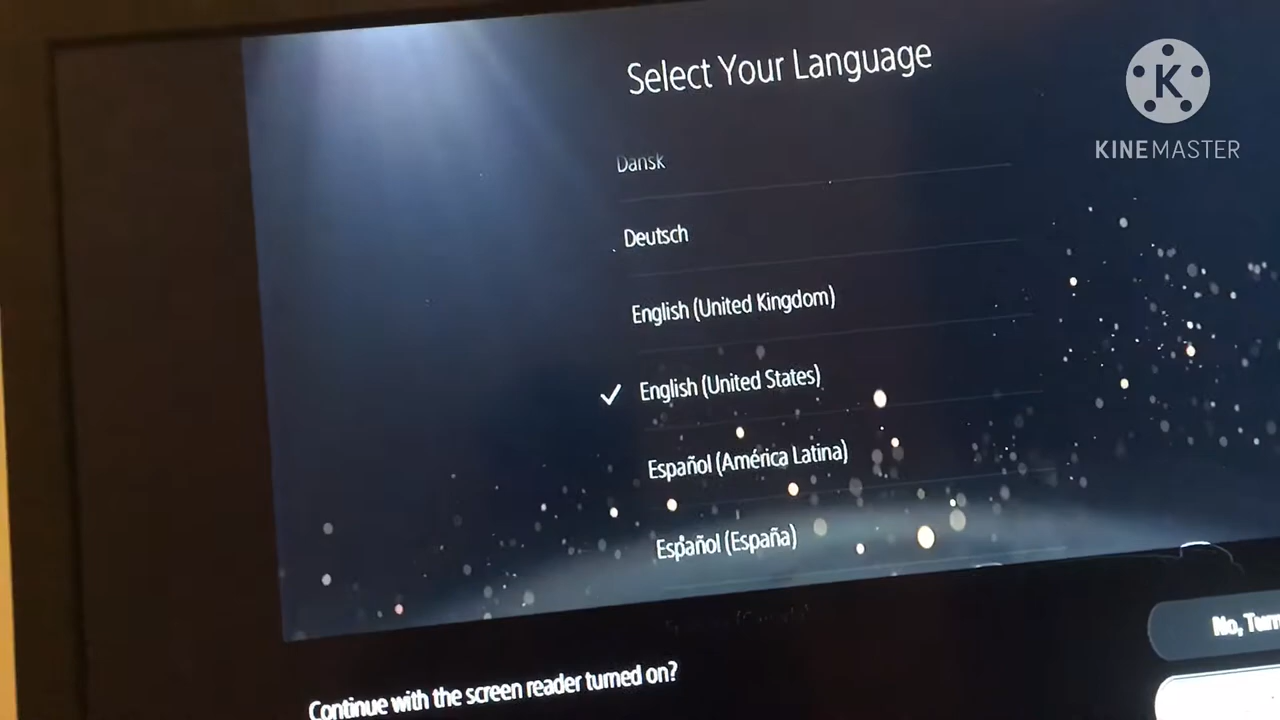 Select Your Language
K
KINEMASTER
Dansk
Deutsch
English (United Kingdom)
English (United States)
Español (América Latina)
Español (España)
No, Turn
Continue with the screen reader turned on?